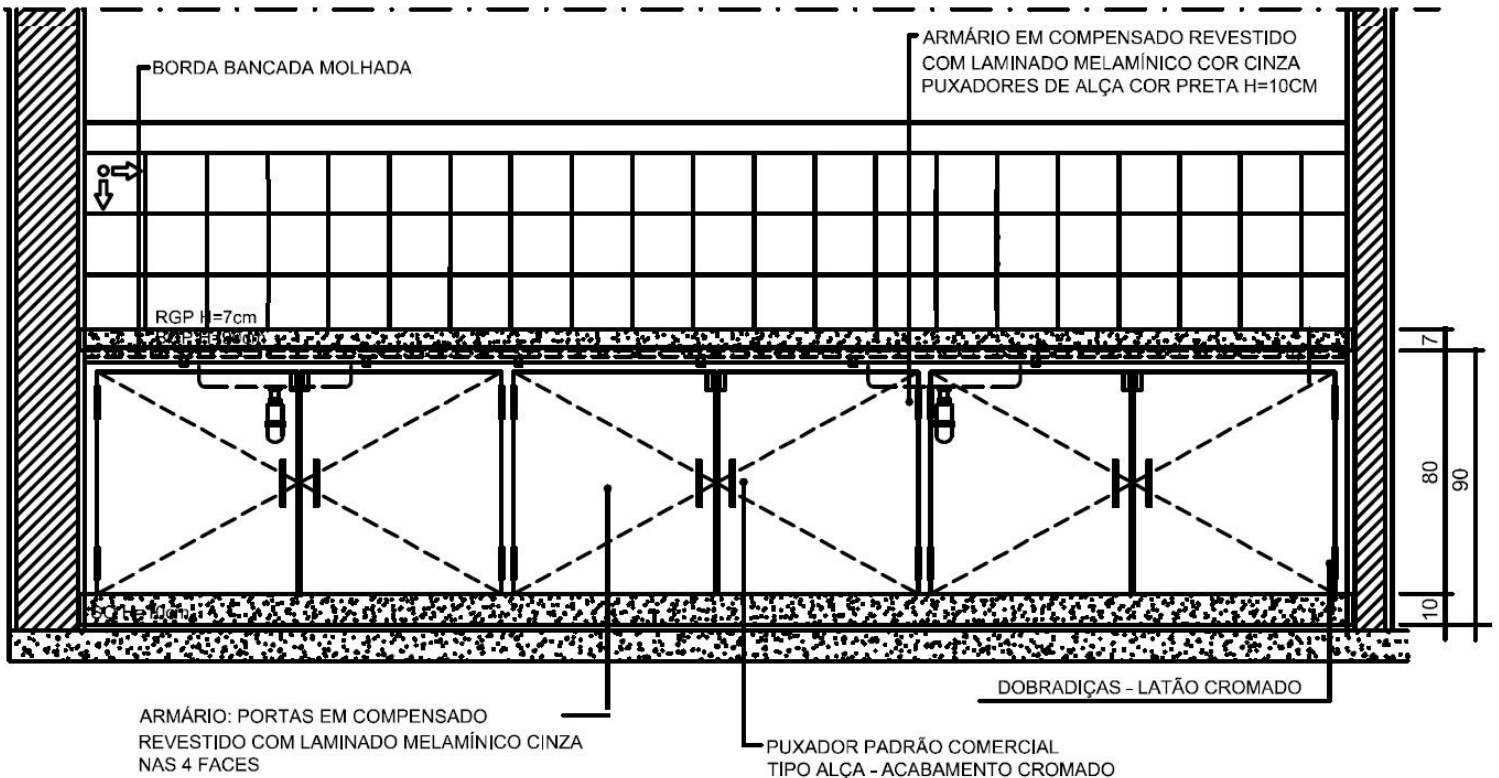 ARMÁRIO EM COMPENSADO REVESTIDO
COM LAMINADO MELAMÍNICO COR CINZA
PUXADORES DE ALÇA COR PRETA H=10CM
BORDA BANCADA MOLHADA
RGP H=7cm
7
80
90
10
H=10cm
DOBRADIÇAS - LATÃO CROMADO
ARMÁRIO: PORTAS EM COMPENSADO
REVESTIDO COM LAMINADO MELAMÍNICO CINZA
NAS 4 FACES
PUXADOR PADRÃO COMERCIAL
TIPO ALÇA - ACABAMENTO CROMADO